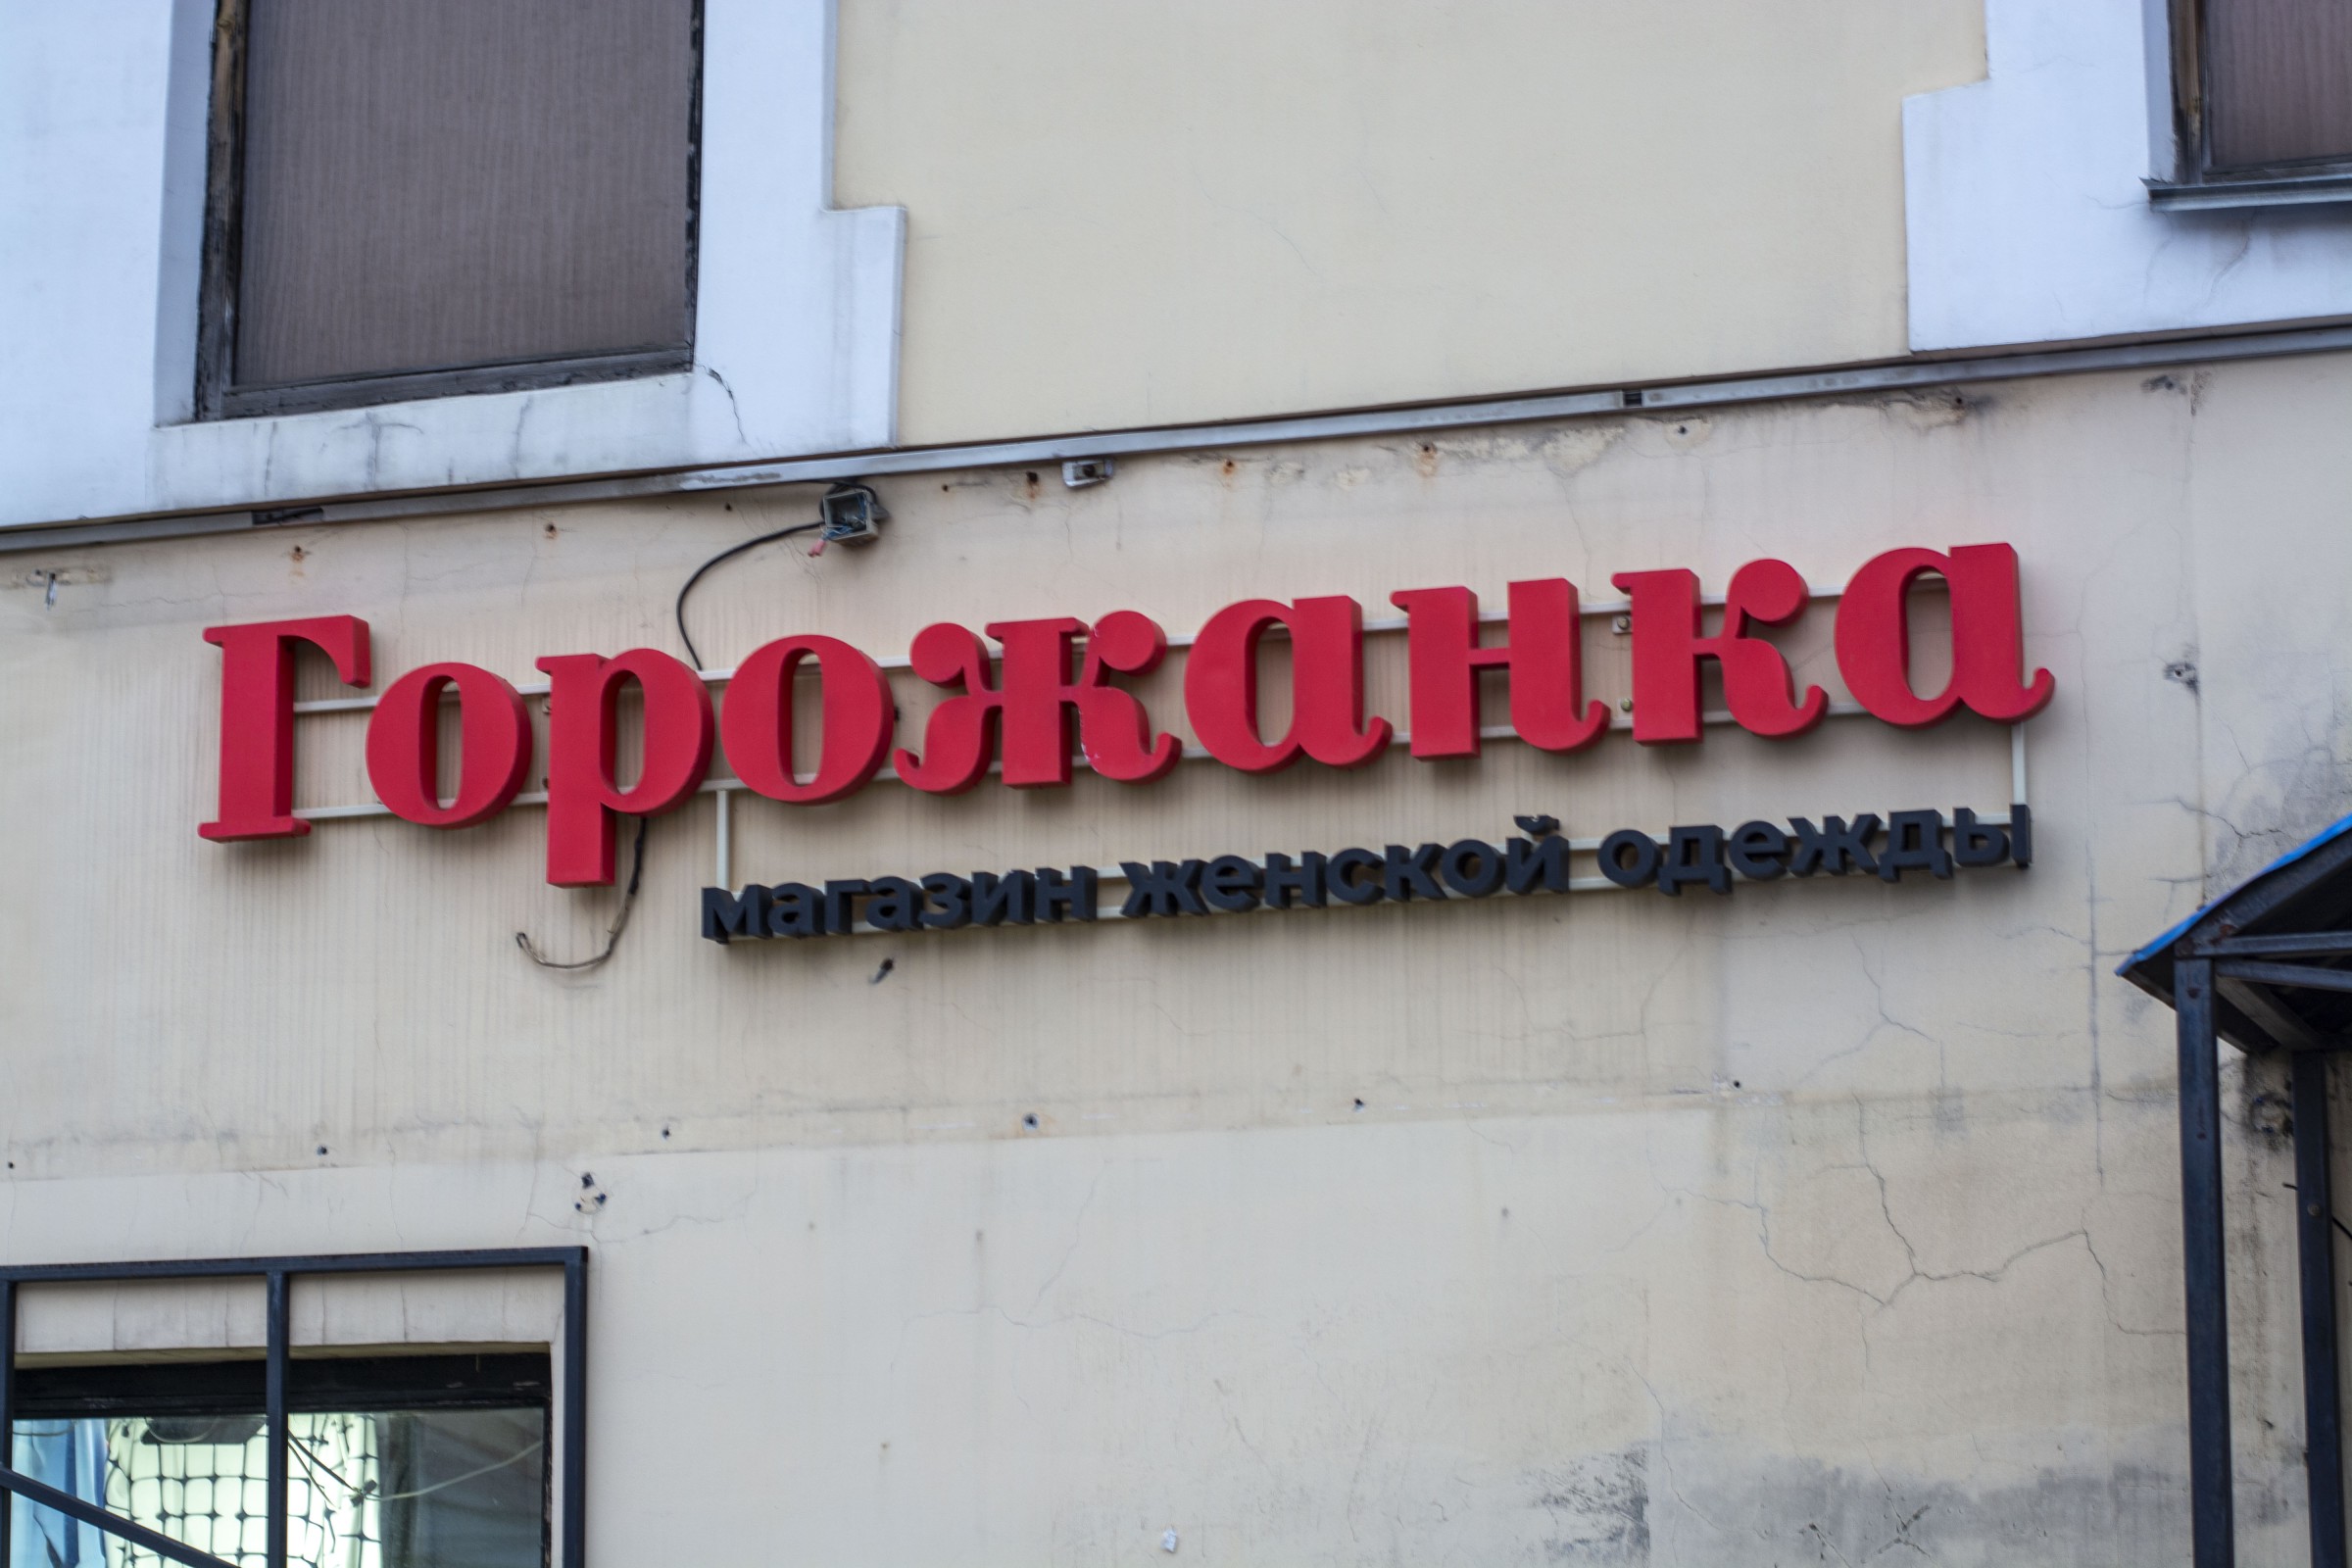 Горожанка
магазин женской одежды